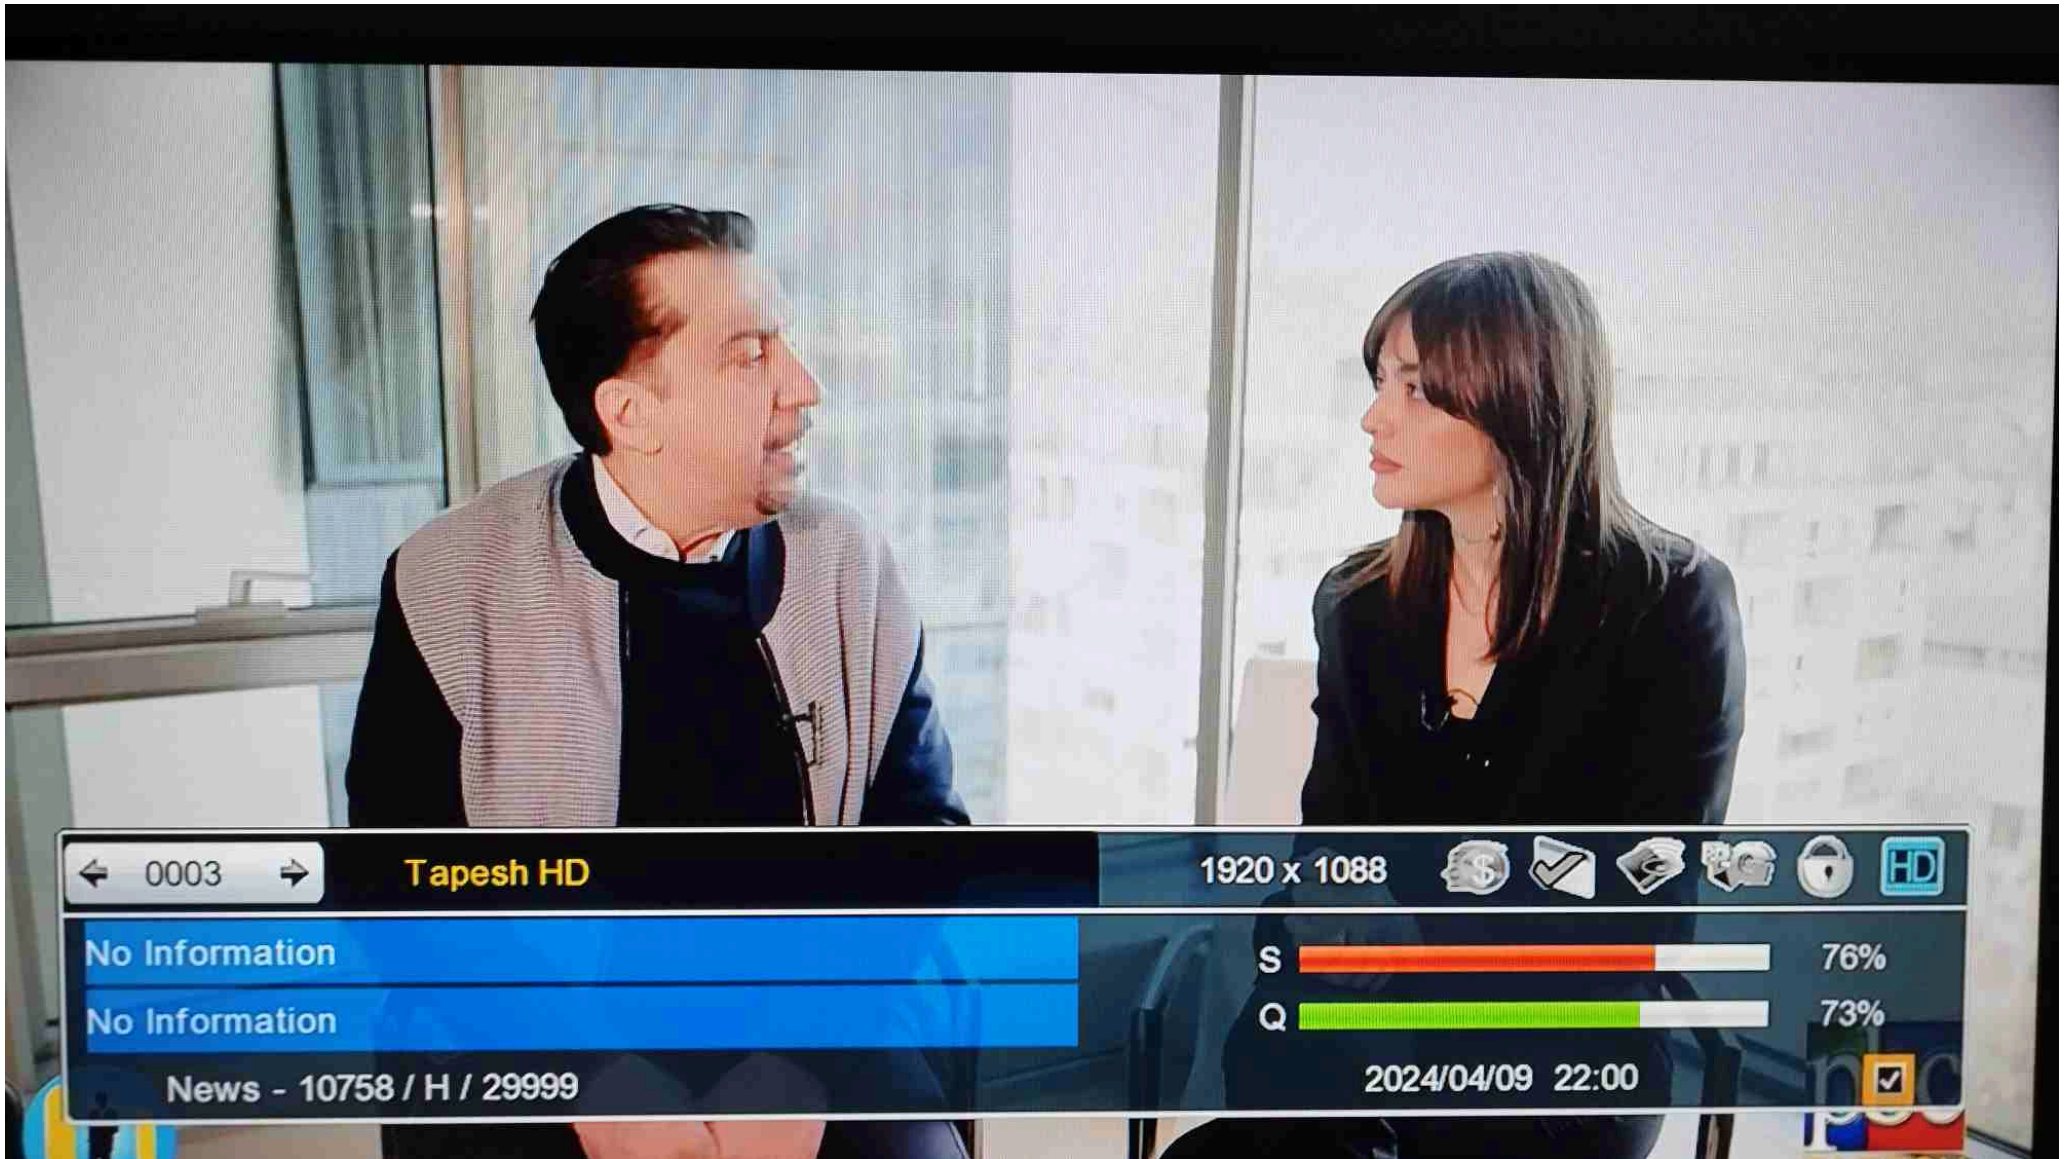 0003
Tapesh HD
1920 x 1088
HD
No Information
S 76%
No Information
Q 73%
News - 10758 / H / 29999
2024/04/09 22:00